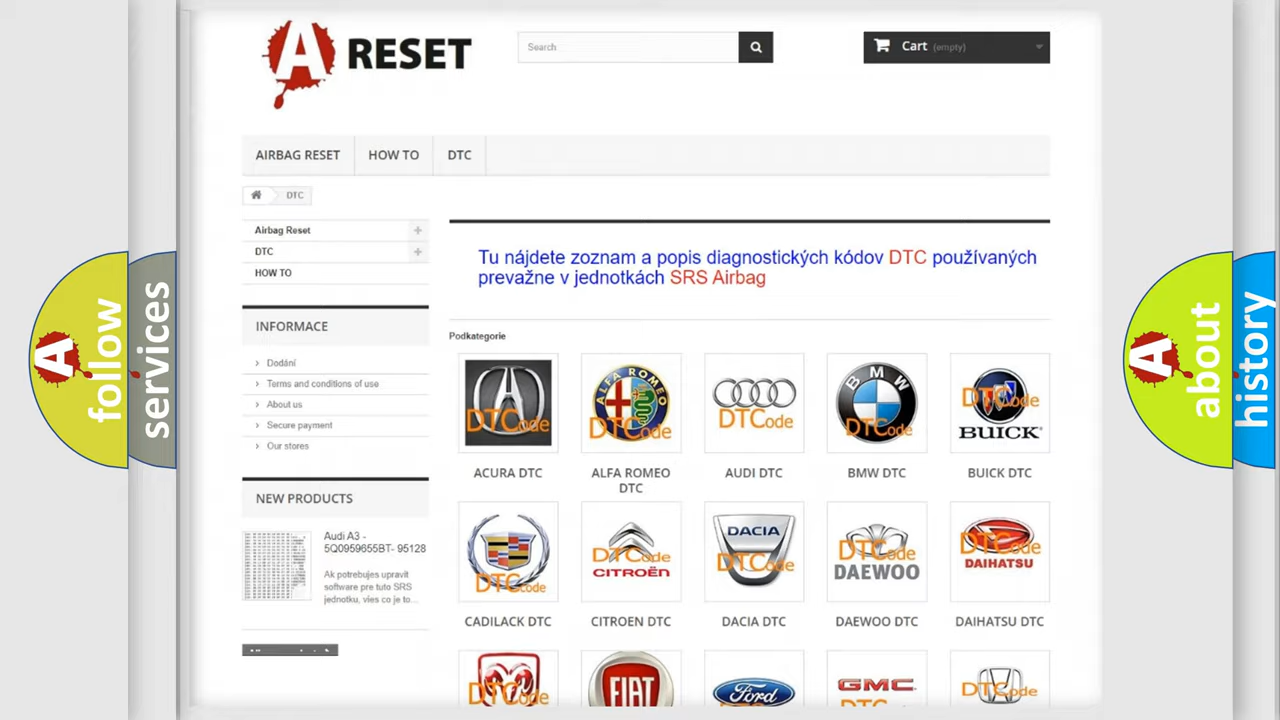 A RESET
Search
Cart (empty)
AIRBAG RESET
HOW TO
DTC
DTC
Airbag Reset
DTC
HOW TO
Tu nájdete zoznam a popis diagnostických kódov DTC používaných
prevažne v jednotkách SRS Airbag
INFORMACE
Dodání
Terms and conditions of use
About us
Secure payment
Our stores
Podkategorie
DTCode
ALFA ROMEO
DTCode
DTCode
BMW
DTCode
DTCode
BUICK
ACURA DTC
ALFA ROMEO
DTC
AUDI DTC
BMW DTC
BUICK DTC
NEW PRODUCTS
Audi A3 -
5Q0959655BT- 95128
Ak potrebujes upravit
software pre tuto SRS
jednotku, vies co je to...
DTCode
DTCode
CITROËN
DACIA
DTCode
DTCode
DAEWOO
DTCode
DAIHATSU
CADILACK DTC
CITROEN DTC
DACIA DTC
DAEWOO DTC
DAIHATSU DTC
DTCode
FIAT
Ford
GMC
DTCode
A follow
services
A about
history